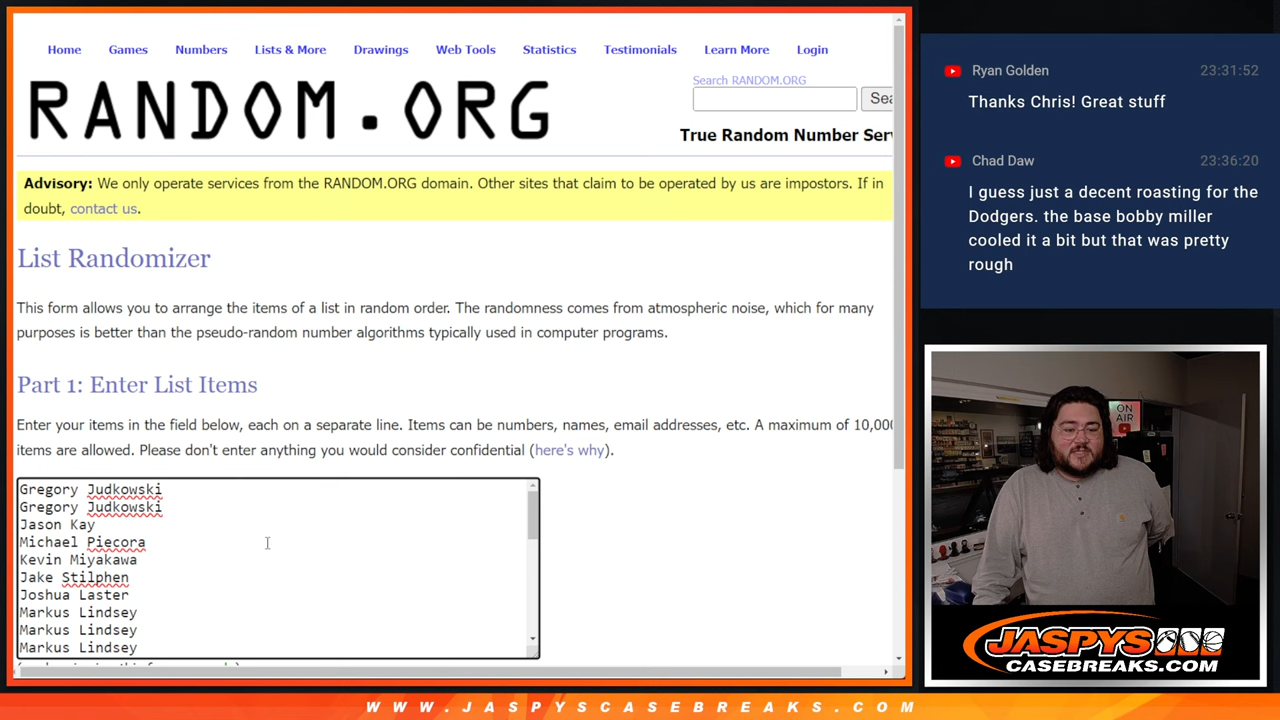 Home Games Numbers Lists & More Drawings Web Tools Statistics Testimonials Learn More Login
RANDOM.ORG
Search RANDOM.ORG
Sea
True Random Number Serv
Advisory: We only operate services from the RANDOM.ORG domain. Other sites that claim to be operated by us are impostors. If in
doubt, contact us.
List Randomizer
This form allows you to arrange the items of a list in random order. The randomness comes from atmospheric noise, which for many
purposes is better than the pseudo-random number algorithms typically used in computer programs.
Part 1: Enter List Items
Enter your items in the field below, each on a separate line. Items can be numbers, names, email addresses, etc. A maximum of 10,000
items are allowed. Please don't enter anything you would consider confidential (here's why).
Gregory Judkowski
Gregory Judkowski
Jason Kay
Michael Piecora
Kevin Miyakawa
Jake Stilphen
Joshua Laster
Markus Lindsey
Markus Lindsey
Markus Lindsey
Ryan Golden 23:31:52
Thanks Chris! Great stuff
Chad Daw 23:36:20
I guess just a decent roasting for the
Dodgers. the base bobby miller
cooled it a bit but that was pretty
rough
ON
AIR
JASPYS
CASEBREAKS.COM
WWW.JASPYSCASEBREAKS.COM